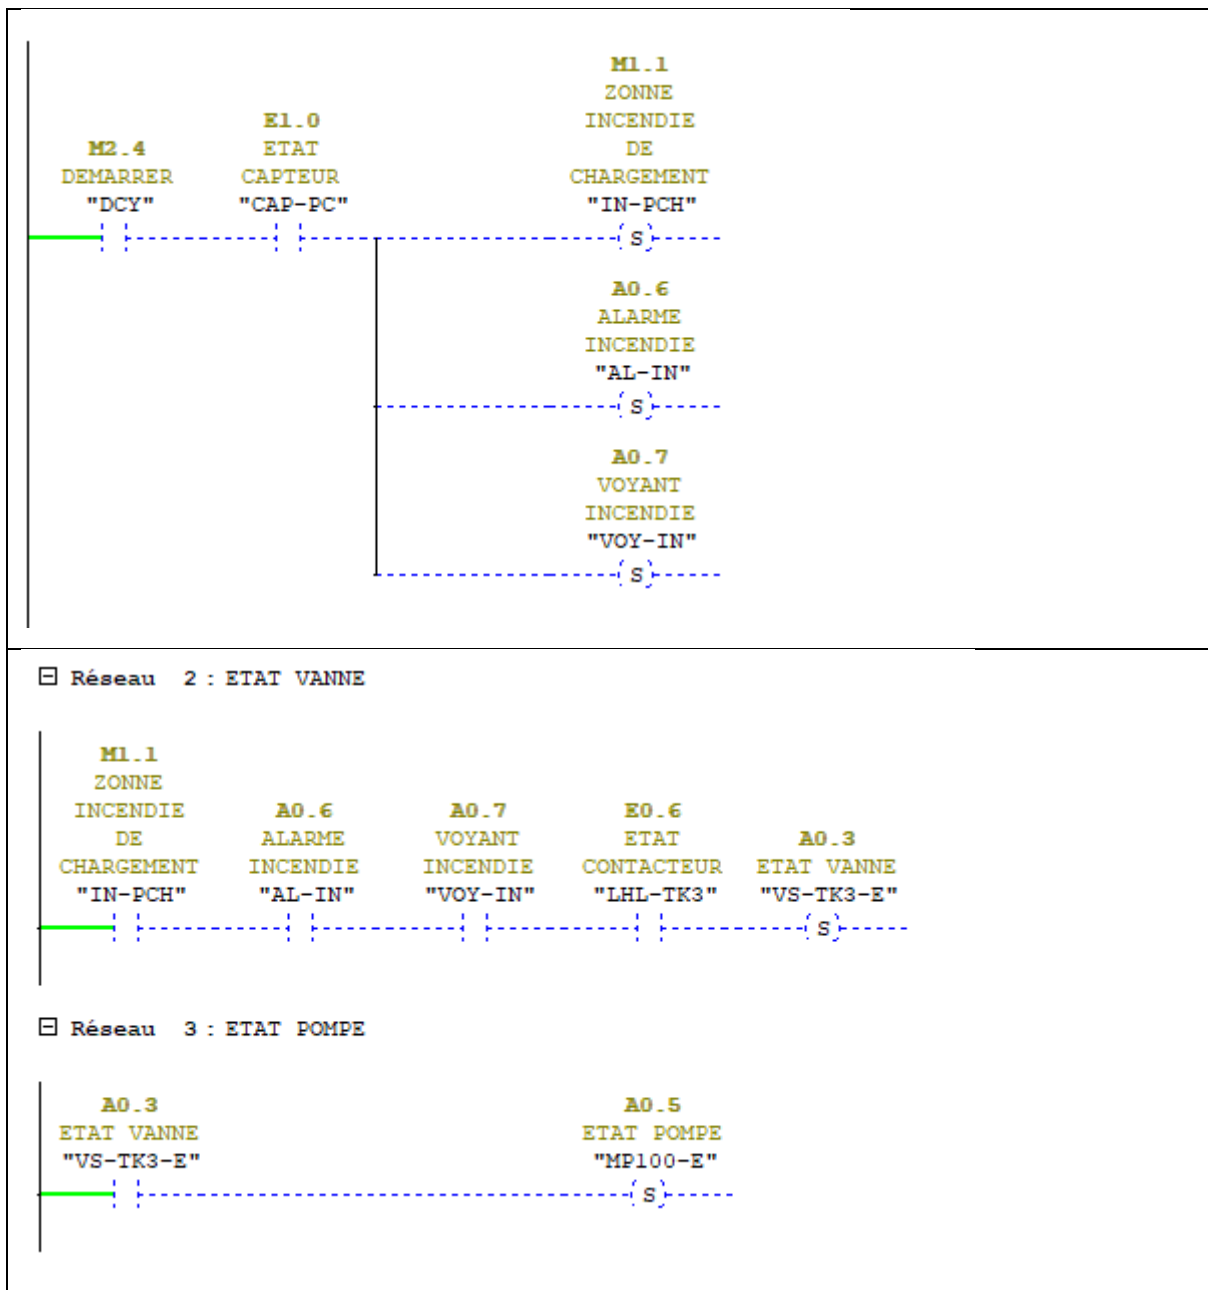 M1.1
ZONNE
INCENDIE
DE
CHARGEMENT
"IN-PCH"
E1.0
ETAT
CAPTEUR
"CAP-PC"
M2.4
DEMARRER
"DCY"
S
A0.6
ALARME
INCENDIE
"AL-IN"
S
A0.7
VOYANT
INCENDIE
"VOY-IN"
S
Réseau 2 : ETAT VANNE
M1.1
ZONNE
INCENDIE
DE
CHARGEMENT
"IN-PCH"
A0.6
ALARME
INCENDIE
"AL-IN"
A0.7
VOYANT
INCENDIE
"VOY-IN"
E0.6
ETAT
CONTACTEUR
"LHL-TK3"
A0.3
ETAT VANNE
"VS-TK3-E"
S
Réseau 3 : ETAT POMPE
A0.3
ETAT VANNE
"VS-TK3-E"
A0.5
ETAT POMPE
"MP100-E"
S